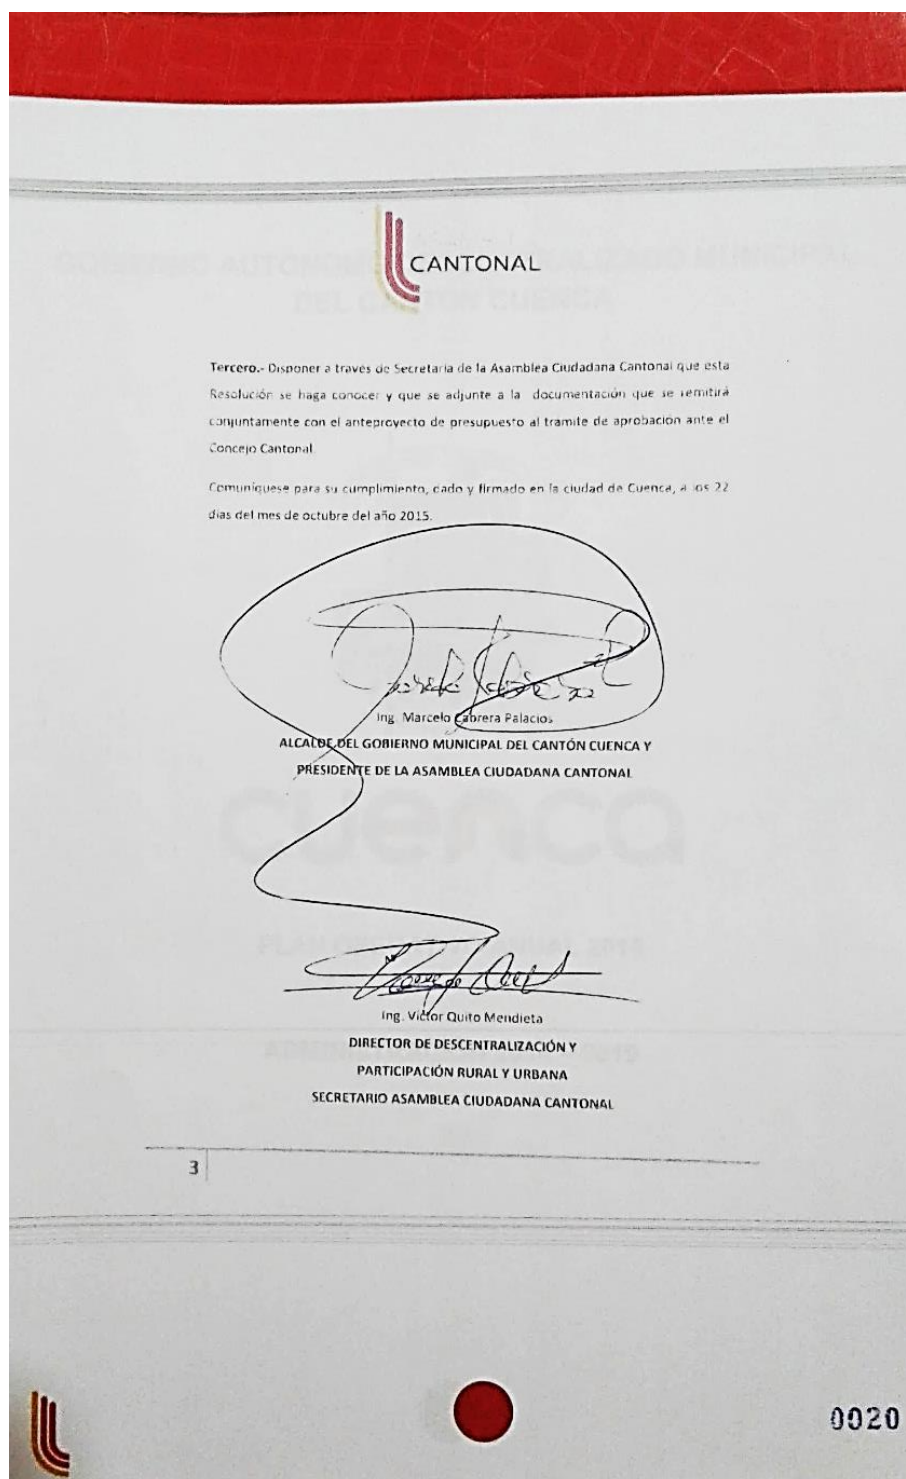 CANTONAL
Tercero.- Disponer a través de Secretaria de la Asamblea Ciudadana Cantonal que esta
Resolución se haga conocer y que se adjunte a la documentación que se remitirá
conjuntamente con el anteproyecto de presupuesto al tramite de aprobación ante el
Concejo Cantonal
Comuníquese para su cumplimiento, dado y firmado en la ciudad de Cuenca, a los 22
días del mes de octubre del año 2015.
Ing. Marcelo Cabrera Palacios
ALCALDE DEL GOBIERNO MUNICIPAL DEL CANTÓN CUENCA Y
PRESIDENTE DE LA ASAMBLEA CIUDADANA CANTONAL
cuenca
Ing. Víctor Quito Mendieta
DIRECTOR DE DESCENTRALIZACIÓN Y
PARTICIPACIÓN RURAL Y URBANA
SECRETARIO ASAMBLEA CIUDADANA CANTONAL
3
0020